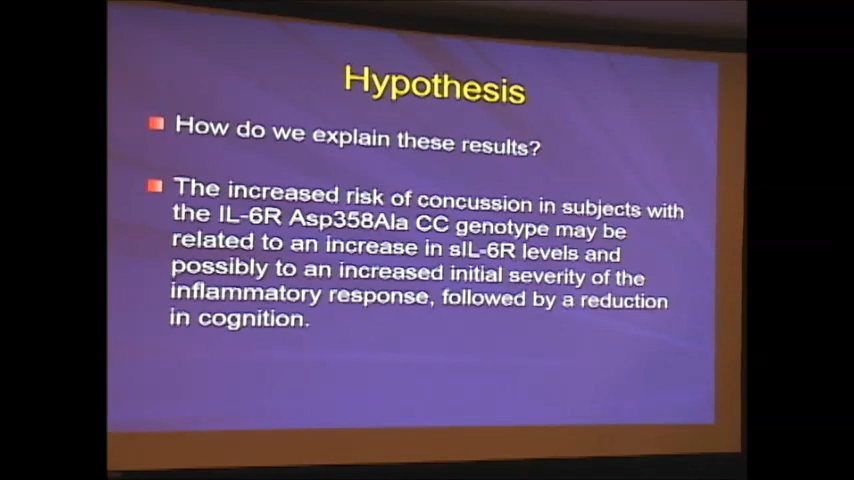 Hypothesis
How do we explain these results?
The increased risk of concussion in subjects with
the IL-6R Asp358Ala CC genotype may be
related to an increase in sIL-6R levels and
possibly to an increased initial severity of the
inflammatory response, followed by a reduction
in cognition.